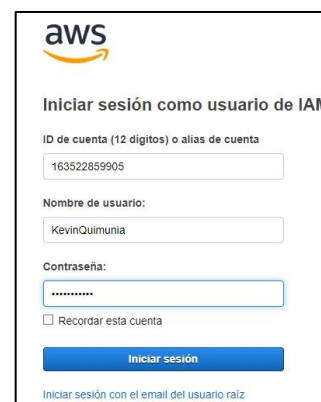 aws
Iniciar sesión como usuario de IAM
ID de cuenta (12 dígitos) o alias de cuenta
163522859905
Nombre de usuario:
KevinQuimunia
Contraseña:
•••••••••••
Recordar esta cuenta
Iniciar sesión
Iniciar sesión con el email del usuario raíz